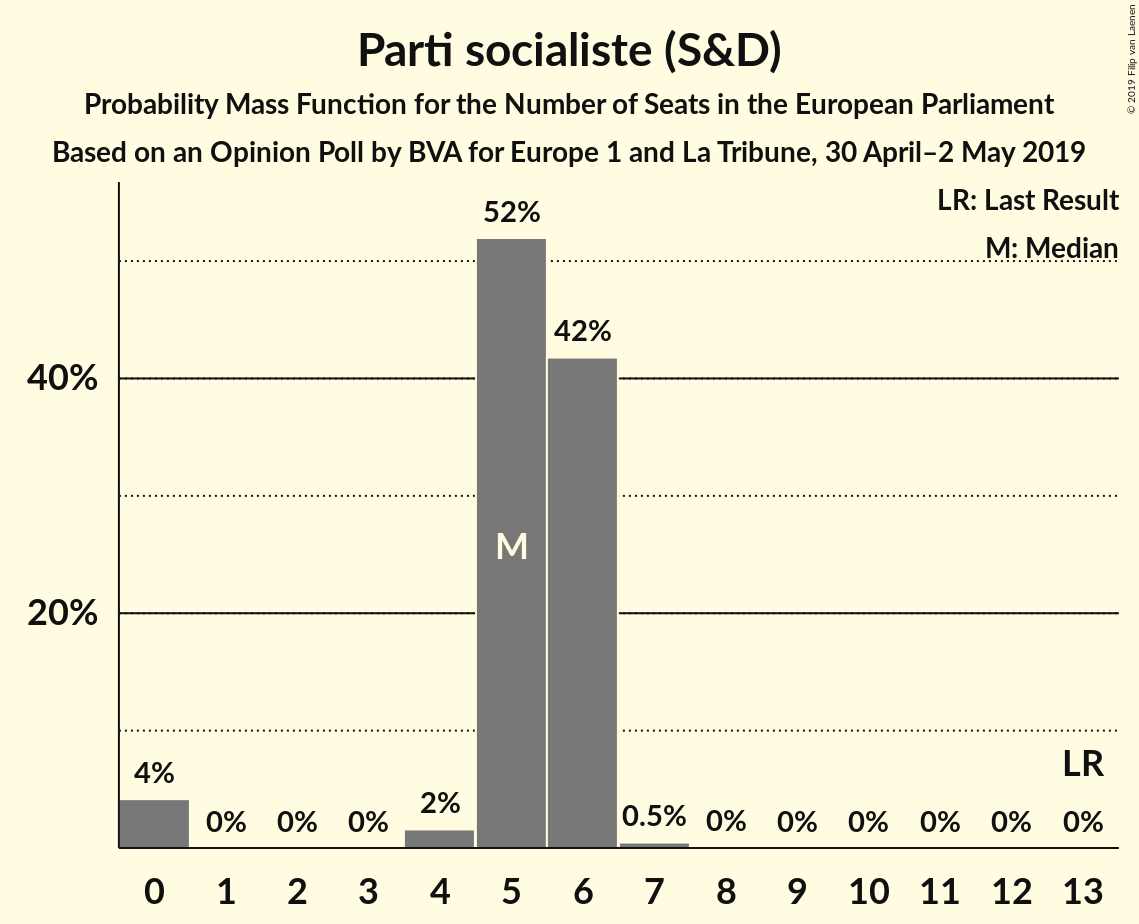 Parti socialiste (S&D)
Probability Mass Function for the Number of Seats in the European Parliament
Based on an Opinion Poll by BVA for Europe 1 and La Tribune, 30 April–2 May 2019
© 2019 Filip van Laenen
LR: Last Result
M: Median
52%
42%
40%
M
20%
4%
0%
0%
0%
2%
0.5%
0%
0%
0%
0%
0%
LR
0%
0 1 2 3 4 5 6 7 8 9 10 11 12 13